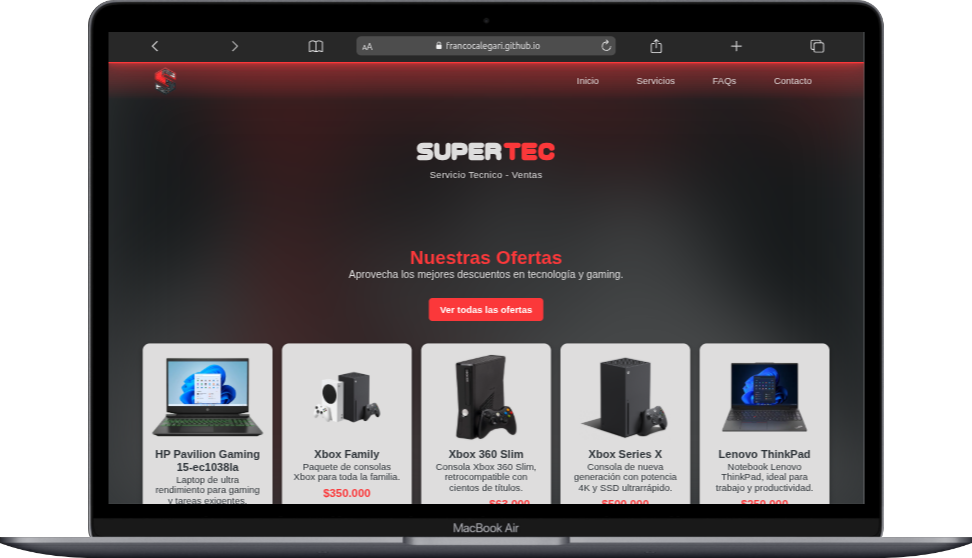 AA
francocalegari.github.io
Inicio
Servicios
FAQs
Contacto
SUPERTEC
Servicio Tecnico - Ventas
Nuestras Ofertas
Aprovecha los mejores descuentos en tecnología y gaming.
Ver todas las ofertas
HP Pavilion Gaming
15-ec1038la
Laptop de ultra
rendimiento para gaming
y tareas exigentes.
Xbox Family
Paquete de consolas
Xbox para toda la familia.
$350.000
Xbox 360 Slim
Consola Xbox 360 Slim,
retrocompatible con
cientos de títulos.
Xbox Series X
Consola de nueva
generación con potencia
4K y SSD ultrarrápido.
$500.000
Lenovo ThinkPad
Notebook Lenovo
ThinkPad, ideal para
trabajo y productividad.
$250.000
MacBook Air